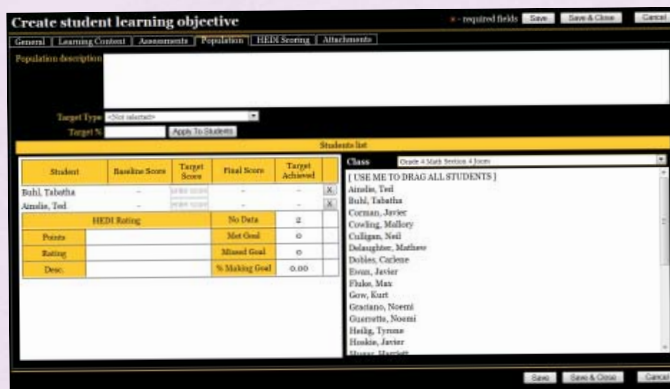 Create student learning objective
* - required fields Save Save & Close Cancel
General Learning Content Assessments Population HEDI Scoring Attachments
Population description
Target Type <Not selected>
Target % Apply To Students
Students list
Student Baseline Score Target Score Final Score Target Achieved
Buhl, Tabatha - - - X
Ainslie, Ted - - - X
HEDI Rating No Data 2
Points Met Goal 0
Rating Missed Goal 0
Desc. % Making Goal 0.00
Class Grade 4 Math Section 4 Jones
[ USE ME TO DRAG ALL STUDENTS ]
Ainslie, Ted
Buhl, Tabatha
Corman, Javier
Cowling, Mallory
Culligan, Neil
Delaughter, Mathew
Dobles, Carlene
Ewan, Javier
Fluke, Max
Gow, Kurt
Graciano, Noemi
Guerrette, Noemi
Heilig, Tyrone
Hoskie, Javier
Save Save & Close Cancel